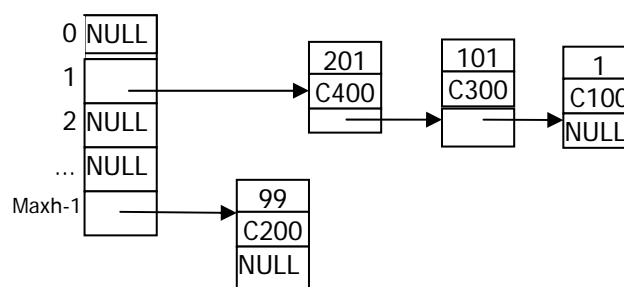 0 NULL
1
2 NULL
... NULL
Maxh-1
201
C400
101
C300
1
C100
NULL
99
C200
NULL